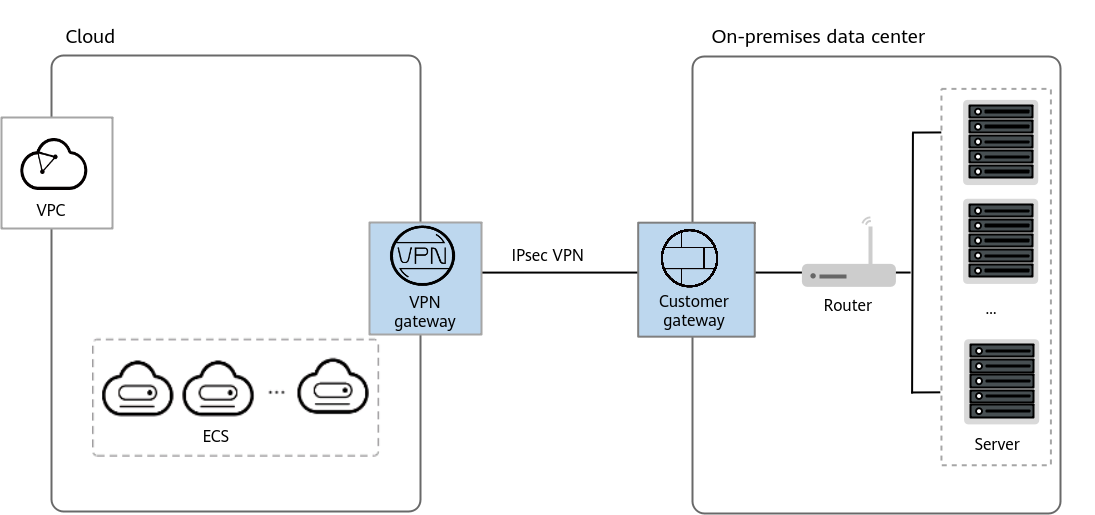 Cloud
On-premises data center
VPC
VPN
VPN
gateway
IPsec VPN
Customer
gateway
Router
...
...
ECS
Server